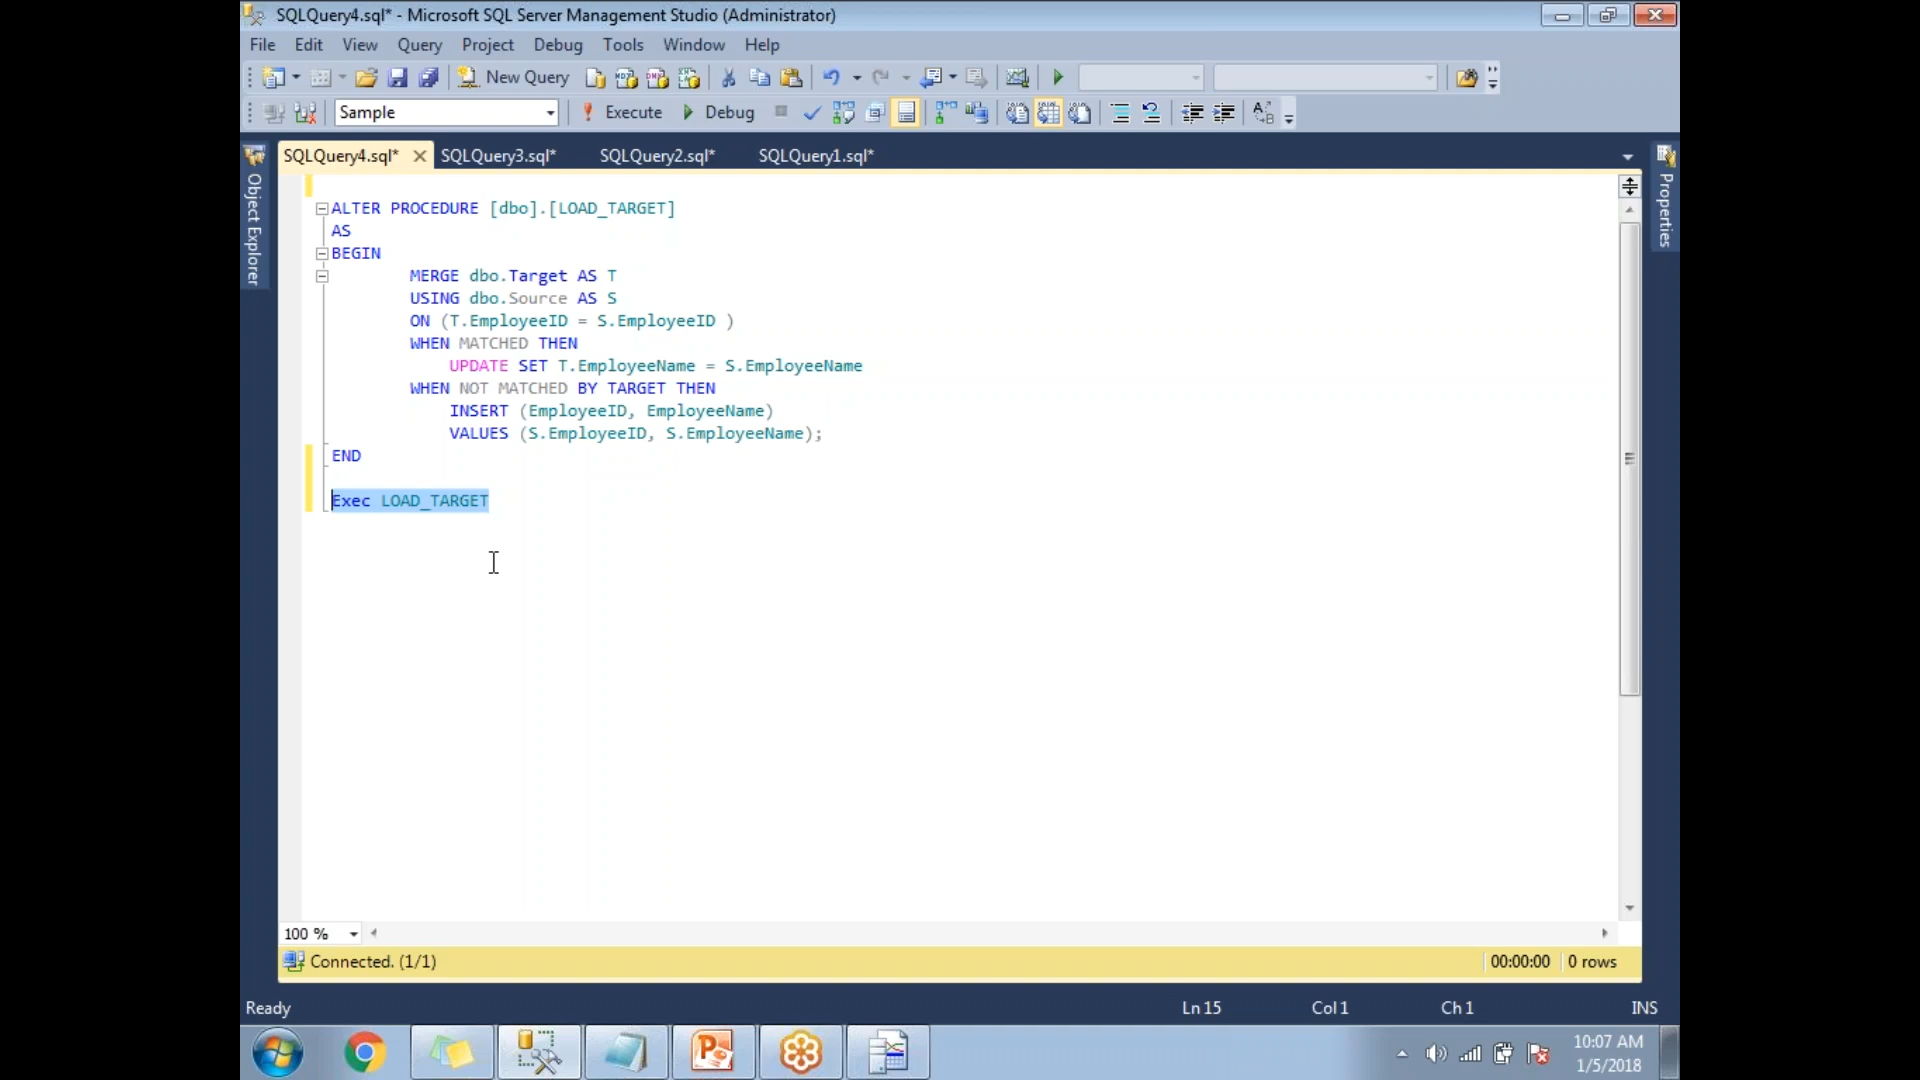 SQLQuery4.sql* - Microsoft SQL Server Management Studio (Administrator)
File Edit View Query Project Debug Tools Window Help
New Query
Sample Execute Debug
SQLQuery4.sql* SQLQuery3.sql* SQLQuery2.sql* SQLQuery1.sql*
Object Explorer
Properties
ALTER PROCEDURE [dbo].[LOAD_TARGET]
AS
BEGIN
MERGE dbo.Target AS T
USING dbo.Source AS S
ON (T.EmployeeID = S.EmployeeID )
WHEN MATCHED THEN
UPDATE SET T.EmployeeName = S.EmployeeName
WHEN NOT MATCHED BY TARGET THEN
INSERT (EmployeeID, EmployeeName)
VALUES (S.EmployeeID, S.EmployeeName);
END
Exec LOAD_TARGET
100 %
Connected. (1/1) 00:00:00 0 rows
Ready Ln 15 Col 1 Ch 1 INS
10:07 AM
1/5/2018